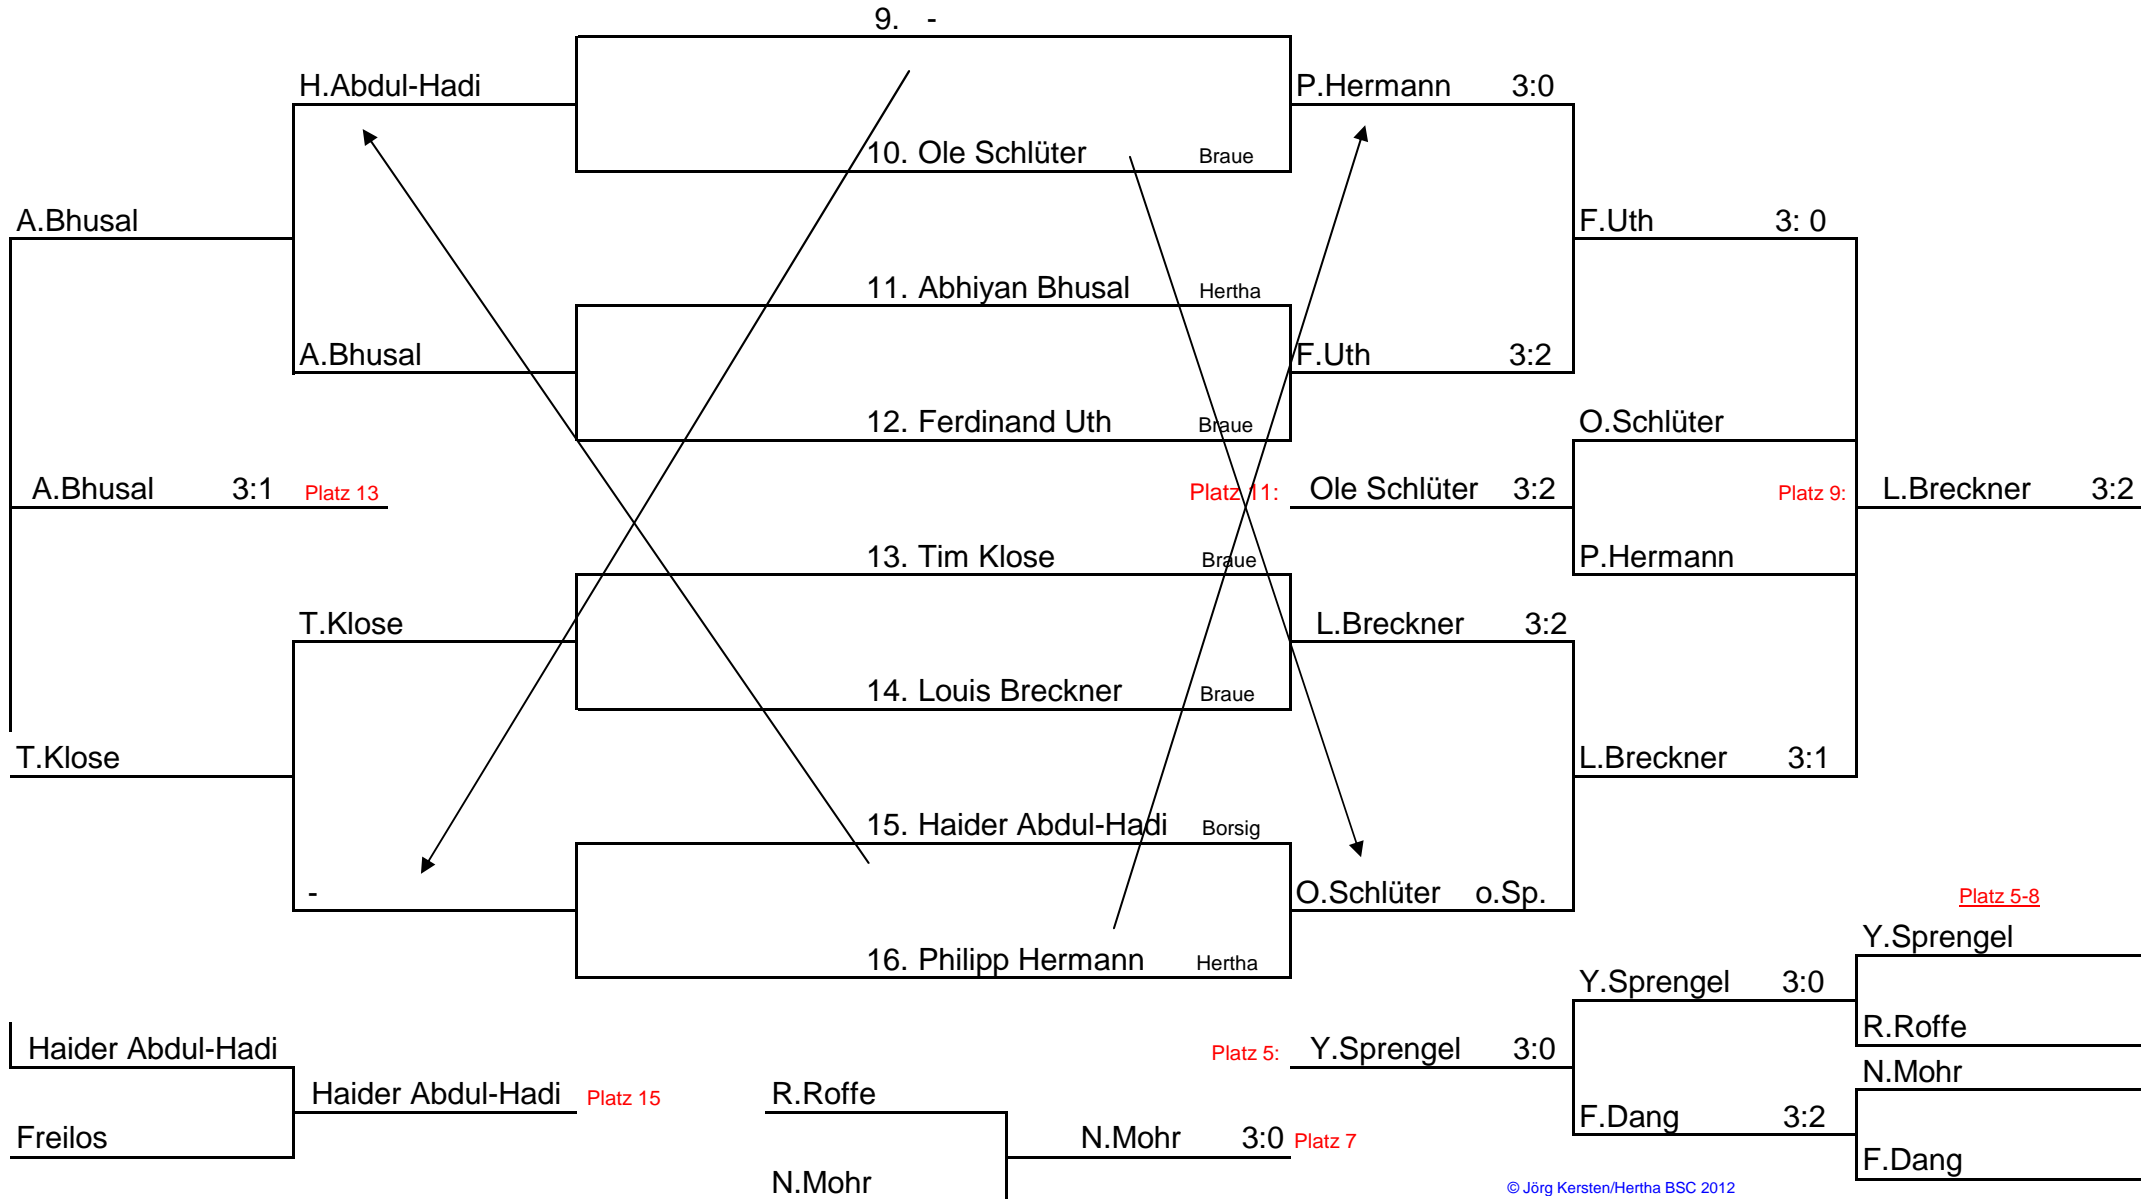 9. -
H.Abdul-Hadi P.Hermann 3:0
10. Ole Schlüter Braue
A.Bhusal F.Uth 3: 0
11. Abhiyan Bhusal Hertha
A.Bhusal F.Uth 3:2
12. Ferdinand Uth Braue O.Schlüter
A.Bhusal 3:1 Platz 13 Platz 11: Ole Schlüter 3:2 Platz 9: L.Breckner 3:2
13. Tim Klose Braue P.Hermann
T.Klose L.Breckner 3:2
14. Louis Breckner Braue
T.Klose L.Breckner 3:1
15. Haider Abdul-Hadi Borsig
- O.Schlüter o.Sp. Platz 5-8
Y.Sprengel
16. Philipp Hermann Hertha
Y.Sprengel 3:0
R.Roffe
Haider Abdul-Hadi Platz 5: Y.Sprengel 3:0
N.Mohr
Haider Abdul-Hadi Platz 15 R.Roffe
F.Dang 3:2
Freilos N.Mohr 3:0 Platz 7
F.Dang
N.Mohr
© Jörg Kersten/Hertha BSC 2012